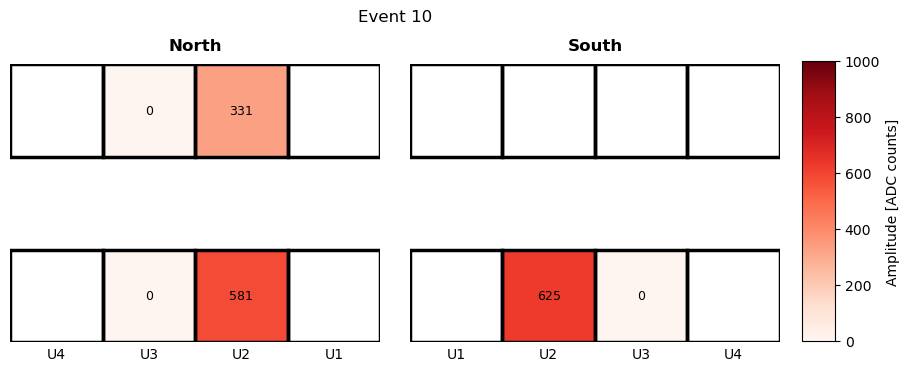 Event 10
North South
0 331
0 581 625 0
U4 U3 U2 U1 U1 U2 U3 U4
1000
800
600
400
200
0
Amplitude [ADC counts]